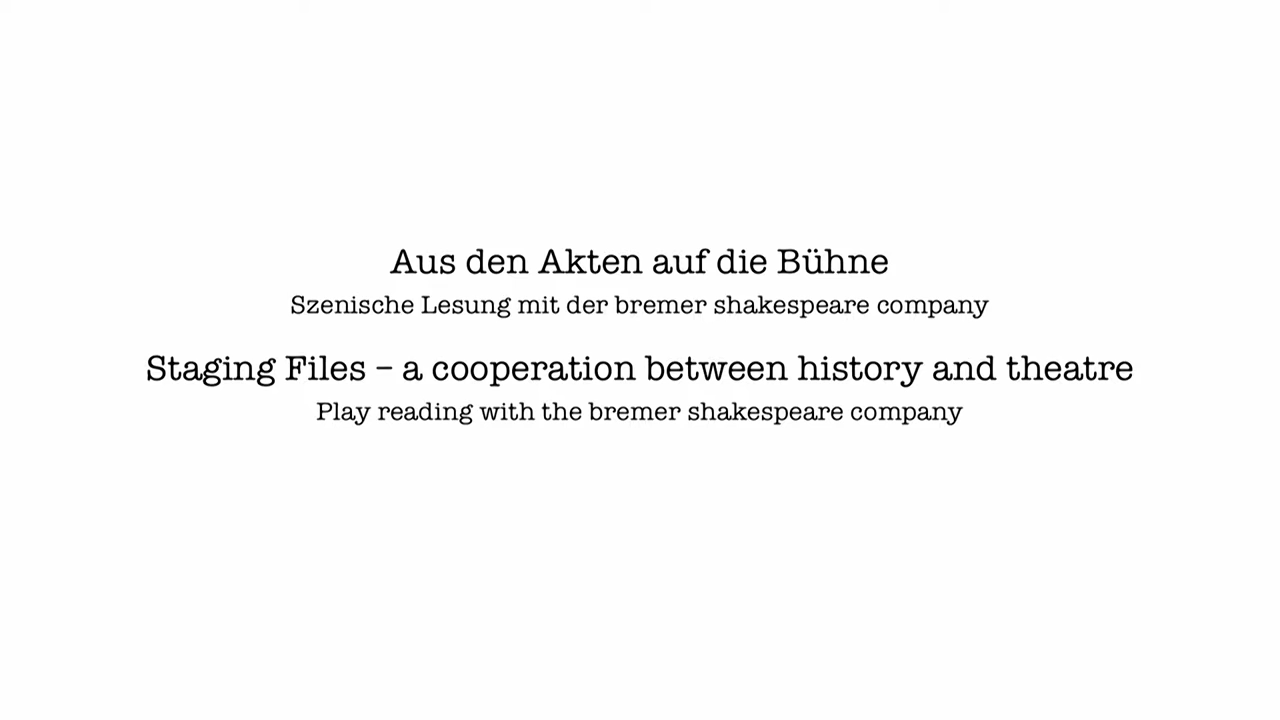 Aus den Akten auf die Bühne
Szenische Lesung mit der bremer shakespeare company
Staging Files – a cooperation between history and theatre
Play reading with the bremer shakespeare company